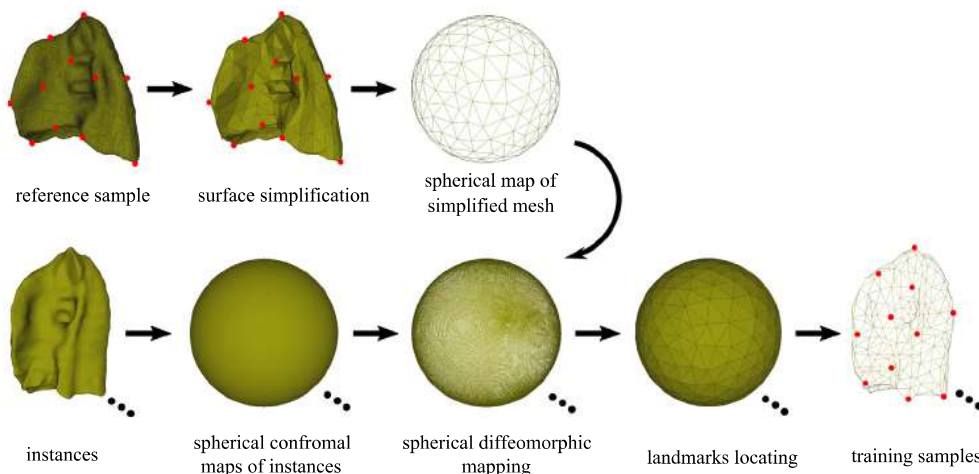 reference sample
surface simplification
spherical map of
simplified mesh
instances
spherical confromal
maps of instances
spherical diffeomorphic
mapping
landmarks locating
training samples